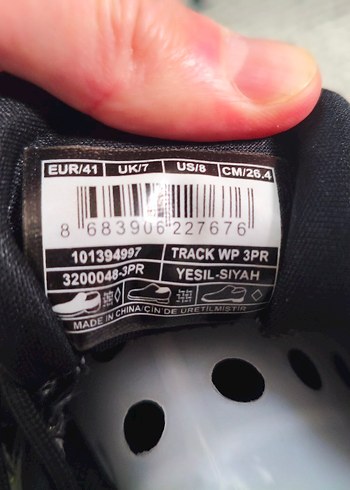 EUR/41 UK/7 US/8 CM/26.4
8 683906 227676
101394997 TRACK WP 3PR
3200048-3PR YESIL-SIYAH
MADE IN CHINA/CIN'DE URETILMISTIR